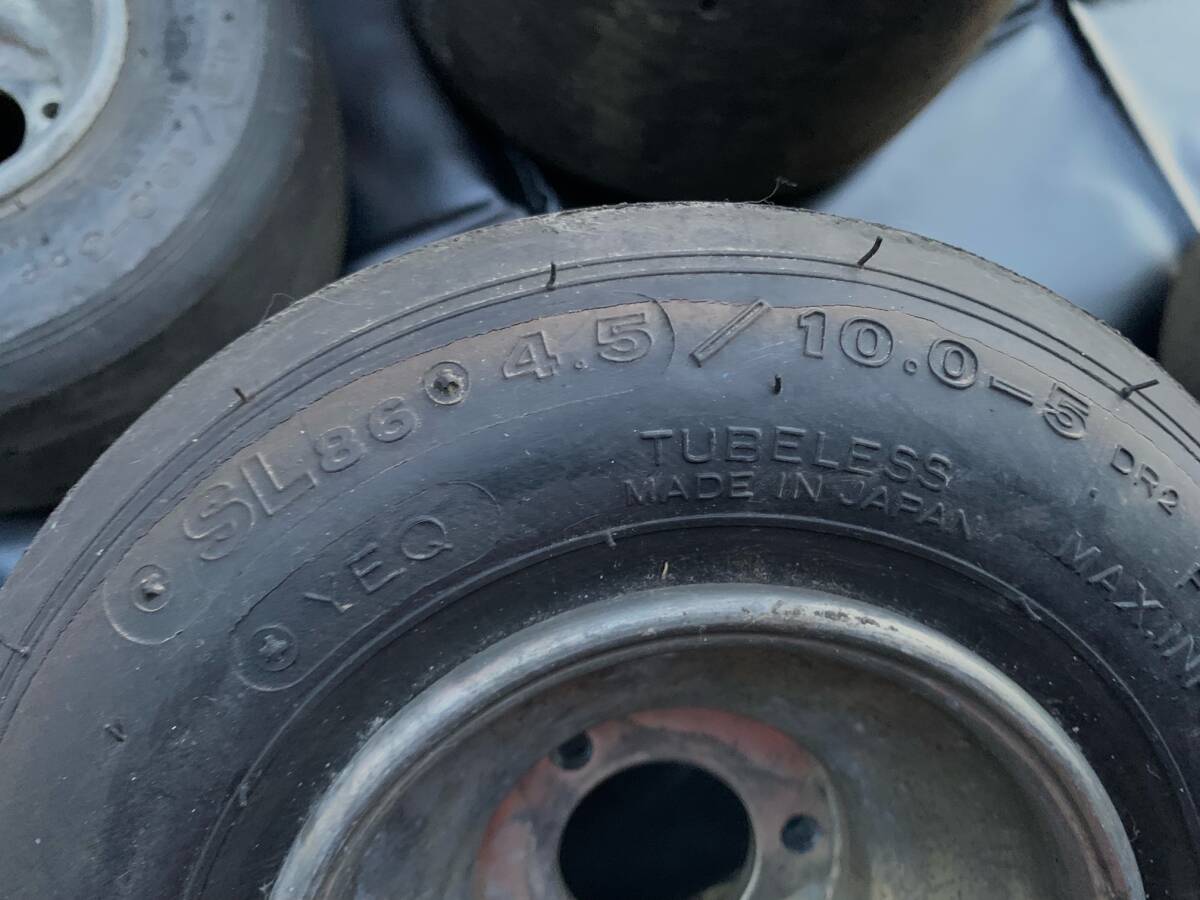 SL86 4.5/10.0-5 DR2
YEQ
TUBELESS
MADE IN JAPAN